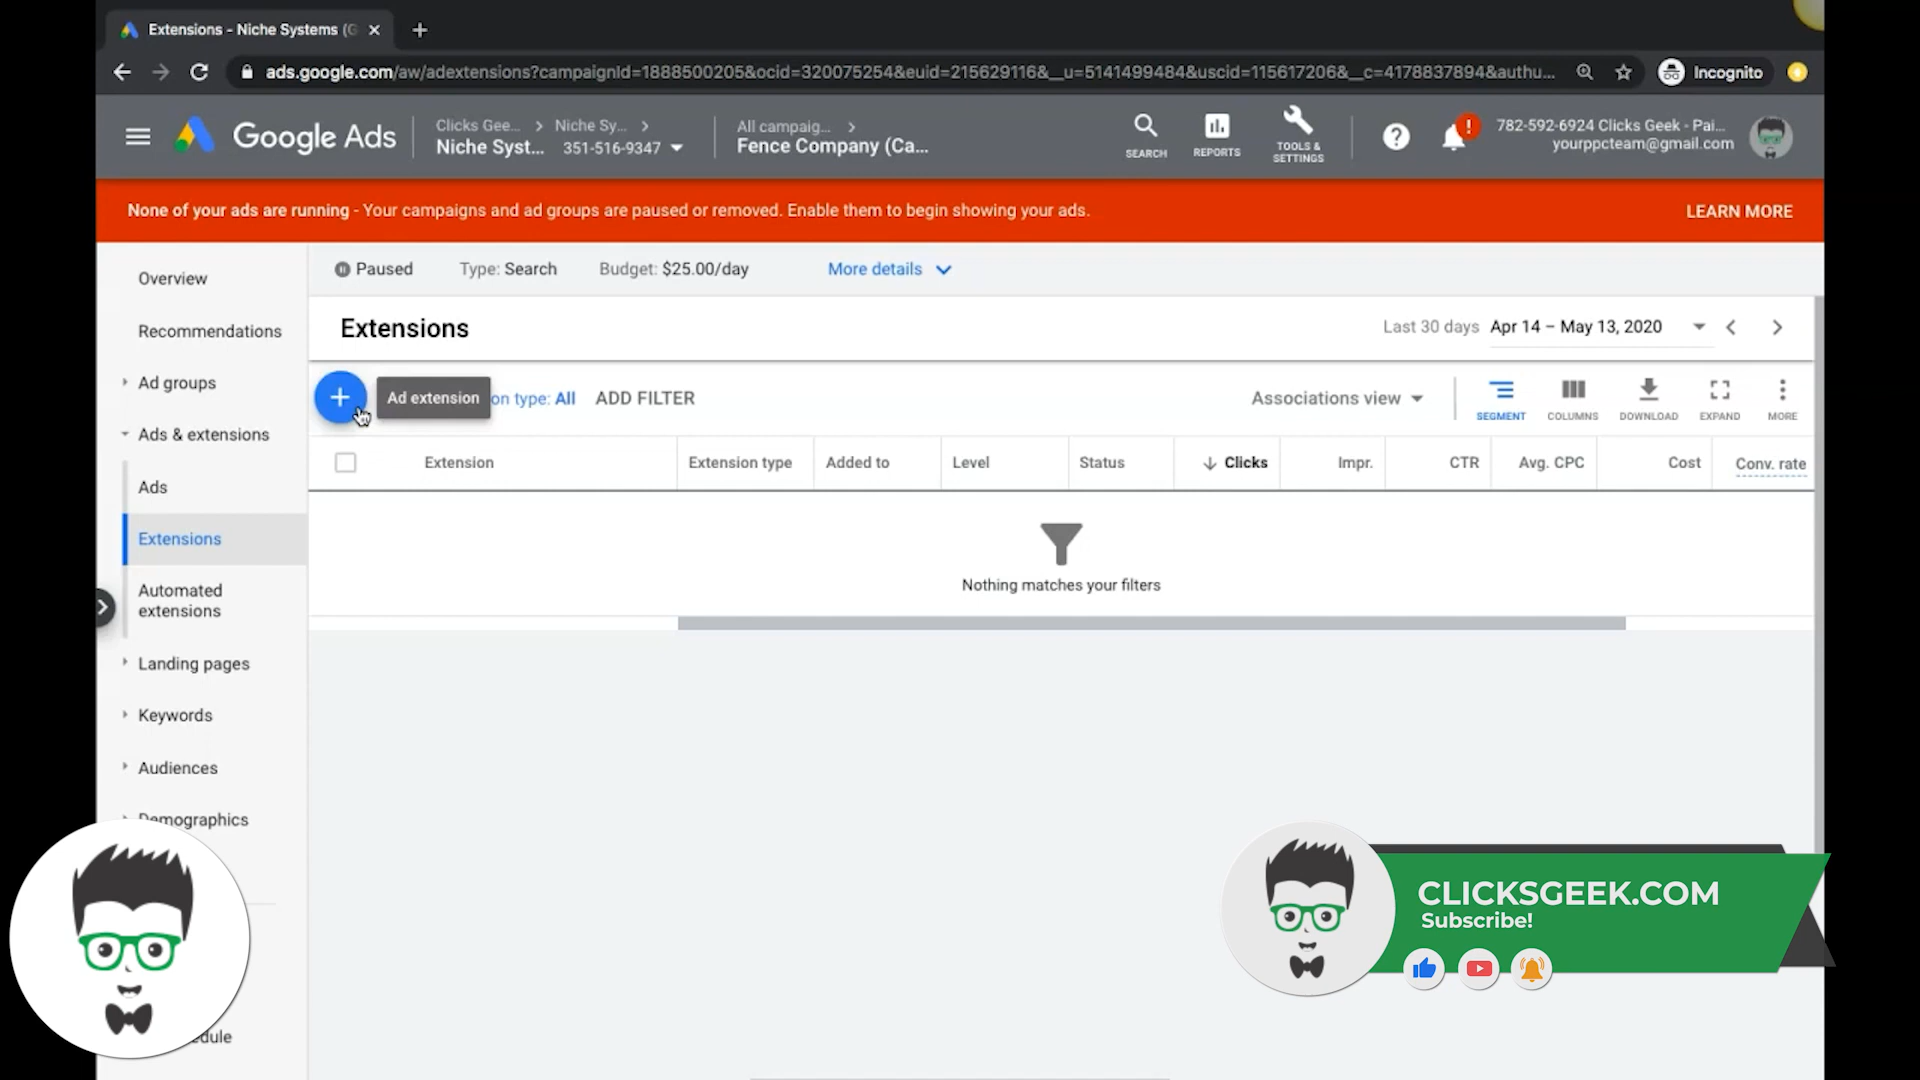 Extensions - Niche Systems (G
ads.google.com/aw/adextensions?campaignId=1888500205&ocid=320075254&euid=215629116&__u=5141499484&uscid=115617206&__c=4178837894&authu...
Incognito
Google Ads
Clicks Gee... > Niche Sy... >
Niche Syst... 351-516-9347
All campaig... >
Fence Company (Ca...
SEARCH
REPORTS
TOOLS &
SETTINGS
782-592-6924 Clicks Geek - Pai...
yourppcteam@gmail.com
None of your ads are running - Your campaigns and ad groups are paused or removed. Enable them to begin showing your ads.
LEARN MORE
Paused Type: Search Budget: $25.00/day More details
Extensions
Last 30 days Apr 14 – May 13, 2020
Ad extension on type: All ADD FILTER
Associations view
SEGMENT
COLUMNS
DOWNLOAD
EXPAND
MORE
Extension Extension type Added to Level Status Clicks Impr. CTR Avg. CPC Cost Conv. rate
Nothing matches your filters
Overview
Recommendations
Ad groups
Ads & extensions
Ads
Extensions
Automated
extensions
Landing pages
Keywords
Audiences
Demographics
edule
CLICKSGEEK.COM
Subscribe!